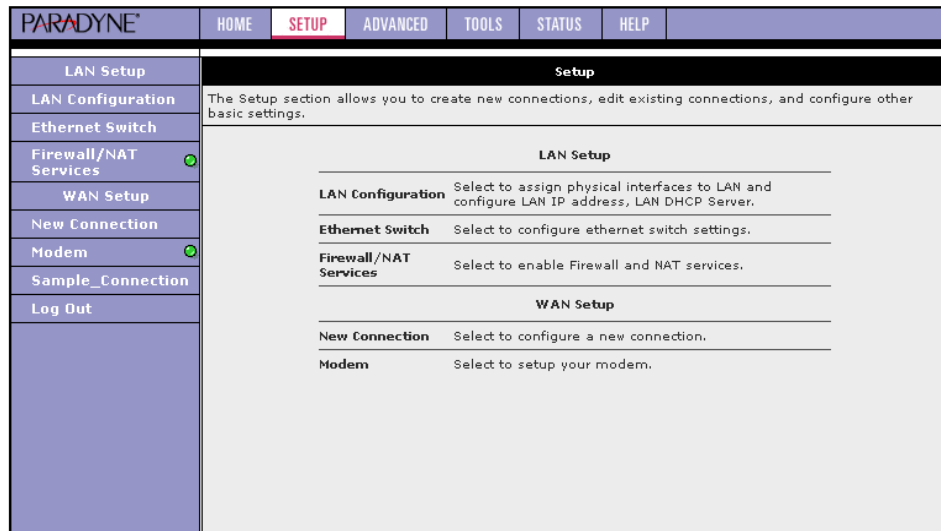 PARADYNE®
HOME SETUP ADVANCED TOOLS STATUS HELP
LAN Setup
LAN Configuration
Ethernet Switch
Firewall/NAT
Services
WAN Setup
New Connection
Modem
Sample_Connection
Log Out
Setup
The Setup section allows you to create new connections, edit existing connections, and configure other
basic settings.
LAN Setup
LAN Configuration Select to assign physical interfaces to LAN and
configure LAN IP address, LAN DHCP Server.
Ethernet Switch Select to configure ethernet switch settings.
Firewall/NAT
Services Select to enable Firewall and NAT services.
WAN Setup
New Connection Select to configure a new connection.
Modem Select to setup your modem.